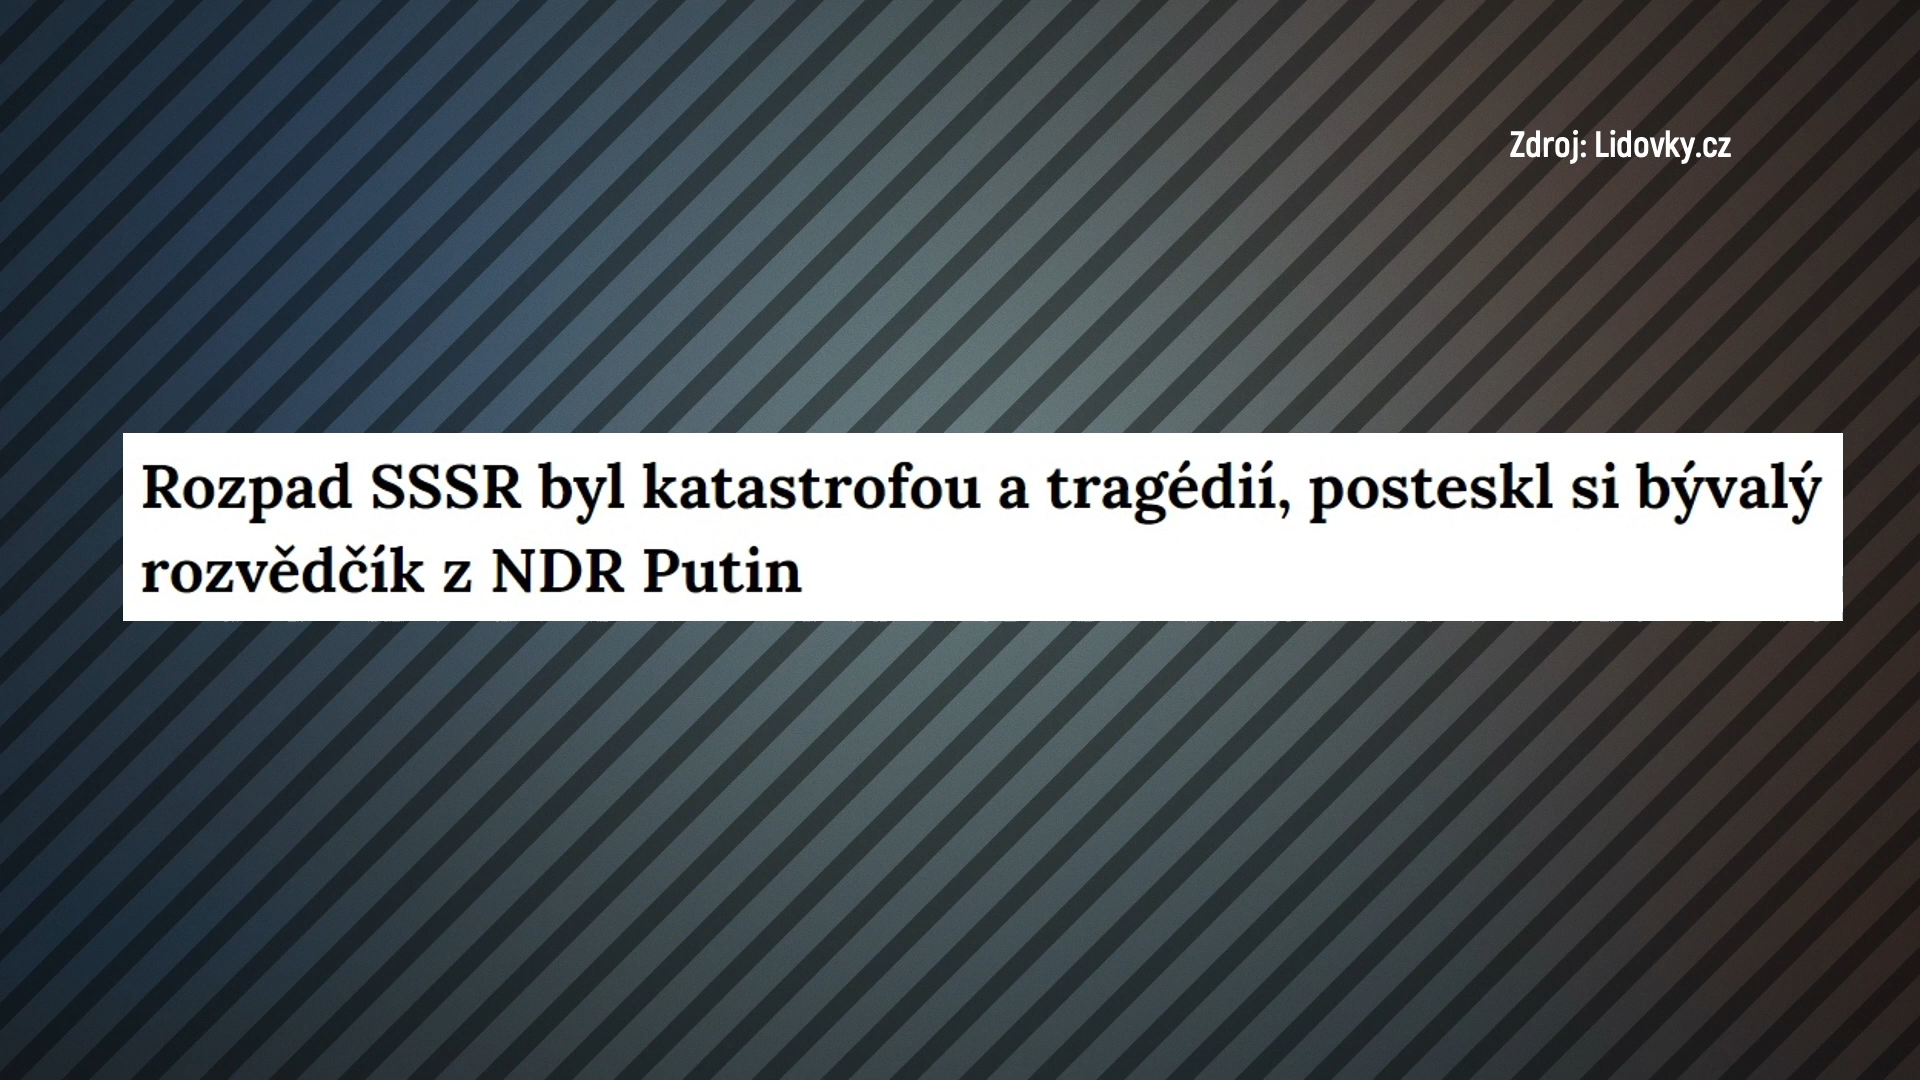 Zdroj: Lidovky.cz
Rozpad SSSR byl katastrofou a tragédií, posteskl si bývalý
rozvědčík z NDR Putin